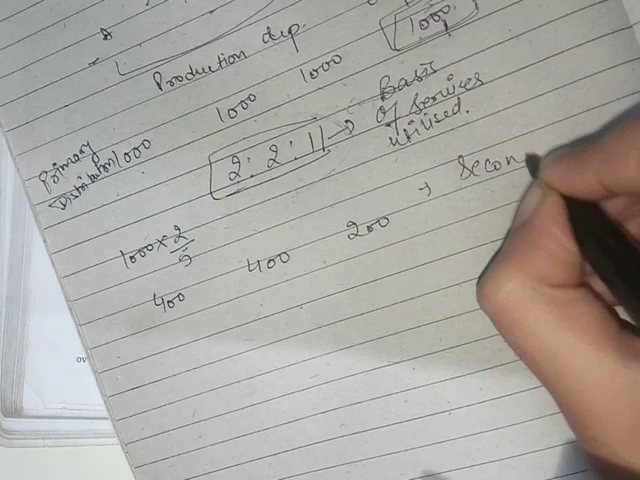 1000
Production dep.
Primary
Distribution 1000 1000 1000
2 : 2 : 1 → Basis
of services
utilised.
1000 × 2/5
400 400 200 → Secon